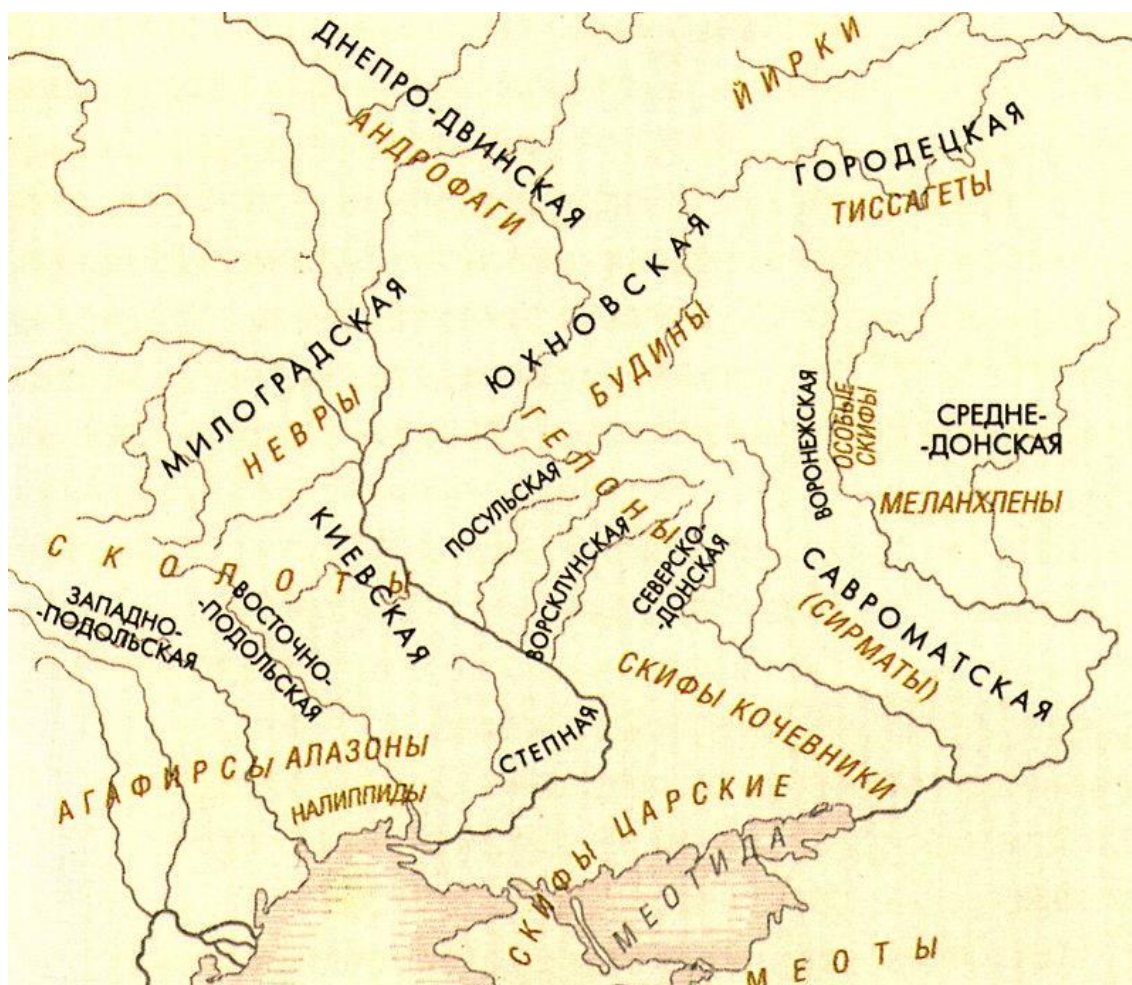 ДНЕПРО-ДВИНСКАЯ
АНДРОФАГИ
ЙИРКИ
ГОРОДЕЦКАЯ
ТИССАГЕТЫ
МИЛОГРАДСКАЯ
НЕВРЫ
ЮХНОВСКАЯ
БУДИНЫ
ГЕЛОНЫ
ВОРОНЕЖСКАЯ
ОСОБЫЕ
СКИФЫ
СРЕДНЕ-
-ДОНСКАЯ
МЕЛАНХЛЕНЫ
ПОСУЛЬСКАЯ
ВОРСКЛУНСКАЯ
СЕВЕРСКО-
-ДОНСКАЯ
СКОЛОТЫ
КИЕВСКАЯ
ЗАПАДНО-
-ПОДОЛЬСКАЯ
ВОСТОЧНО-
-ПОДОЛЬСКАЯ
САВРОМАТСКАЯ
(СИРМАТЫ)
СКИФЫ КОЧЕВНИКИ
СТЕПНАЯ
АГАФИРСЫ
АЛАЗОНЫ
НАЛИППИДЫ
СКИФЫ ЦАРСКИЕ
МЕОТИДА
МЕОТЫ